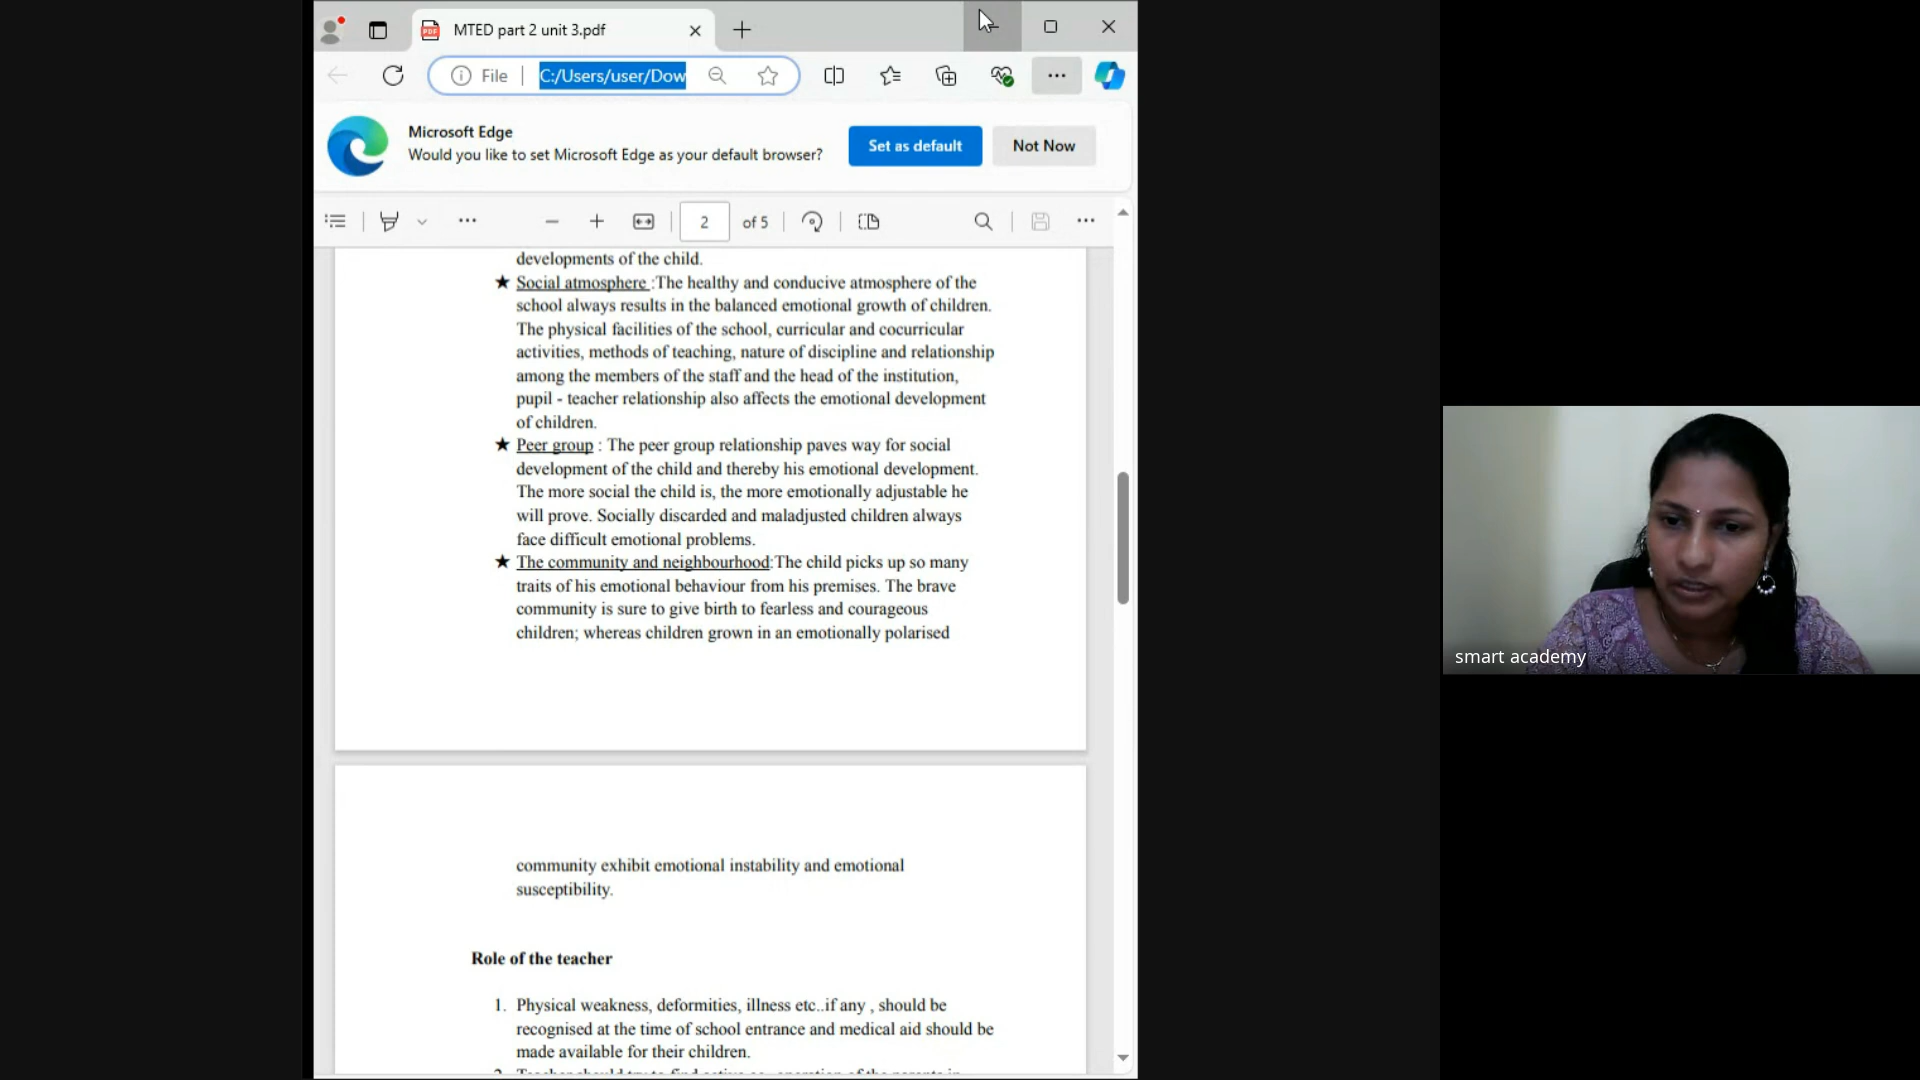 MTED part 2 unit 3.pdf
File
C:/Users/user/Dow
Microsoft Edge
Would you like to set Microsoft Edge as your default browser?
Set as default
Not Now
2 of 5
developments of the child.
★ Social atmosphere :The healthy and conducive atmosphere of the
school always results in the balanced emotional growth of children.
The physical facilities of the school, curricular and cocurricular
activities, methods of teaching, nature of discipline and relationship
among the members of the staff and the head of the institution,
pupil - teacher relationship also affects the emotional development
of children.
★ Peer group : The peer group relationship paves way for social
development of the child and thereby his emotional development.
The more social the child is, the more emotionally adjustable he
will prove. Socially discarded and maladjusted children always
face difficult emotional problems.
★ The community and neighbourhood:The child picks up so many
traits of his emotional behaviour from his premises. The brave
community is sure to give birth to fearless and courageous
children; whereas children grown in an emotionally polarised
community exhibit emotional instability and emotional
susceptibility.
Role of the teacher
1. Physical weakness, deformities, illness etc..if any , should be
recognised at the time of school entrance and medical aid should be
made available for their children.
smart academy